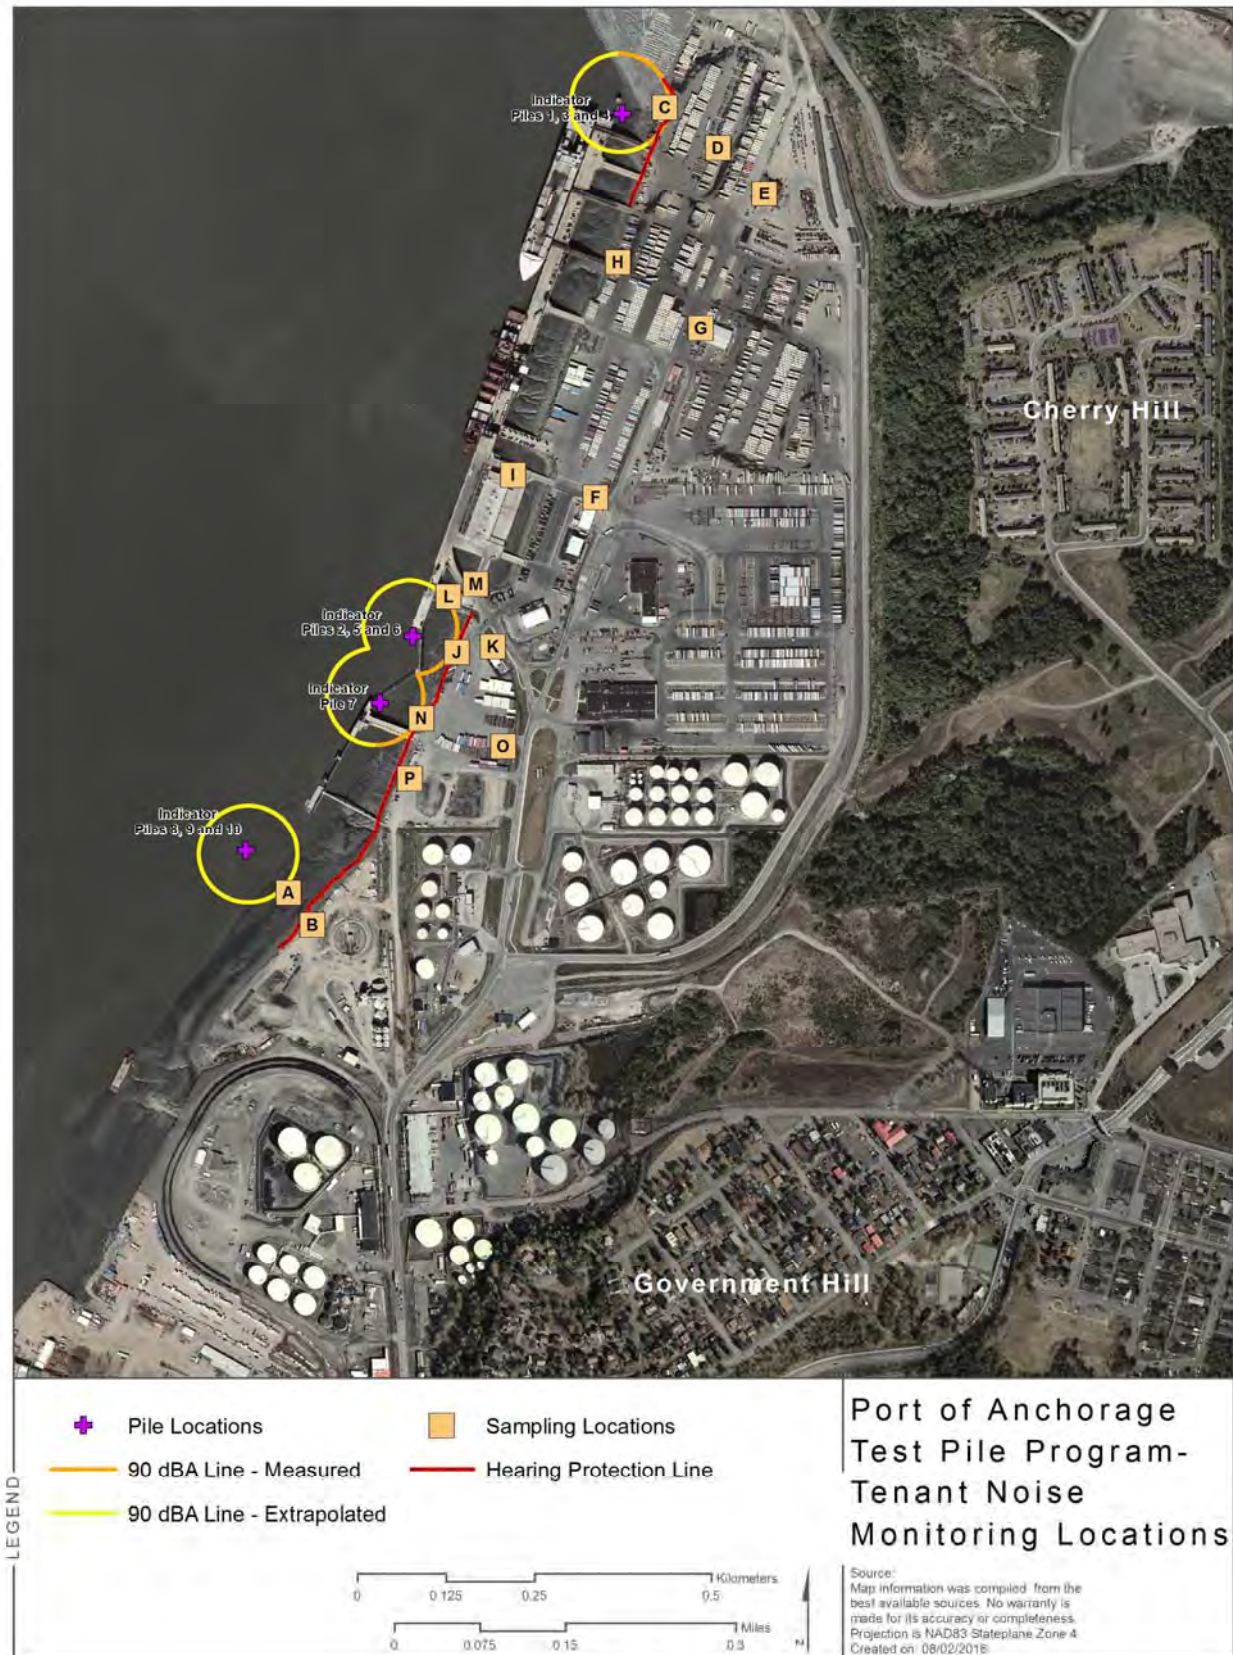 Indicator
Piles 1, 3 and 4
C
D
E
H
G
Cherry Hill
I
F
M
L
Indicator
Piles 2, 5 and 6
K
J
Indicator
Pile 7
N
O
P
Indicator
Piles 8, 9 and 10
A
B
Government Hill
LEGEND
Pile Locations
Sampling Locations
90 dBA Line - Measured
Hearing Protection Line
90 dBA Line - Extrapolated
Kilometers
0 0.125 0.25 0.5
Miles
0 0.075 0.15 0.3
N
Port of Anchorage
Test Pile Program-
Tenant Noise
Monitoring Locations
Source:
Map information was compiled from the
best available sources. No warranty is
made for its accuracy or completeness.
Projection is NAD83 Stateplane Zone 4
Created on: 08/02/2016